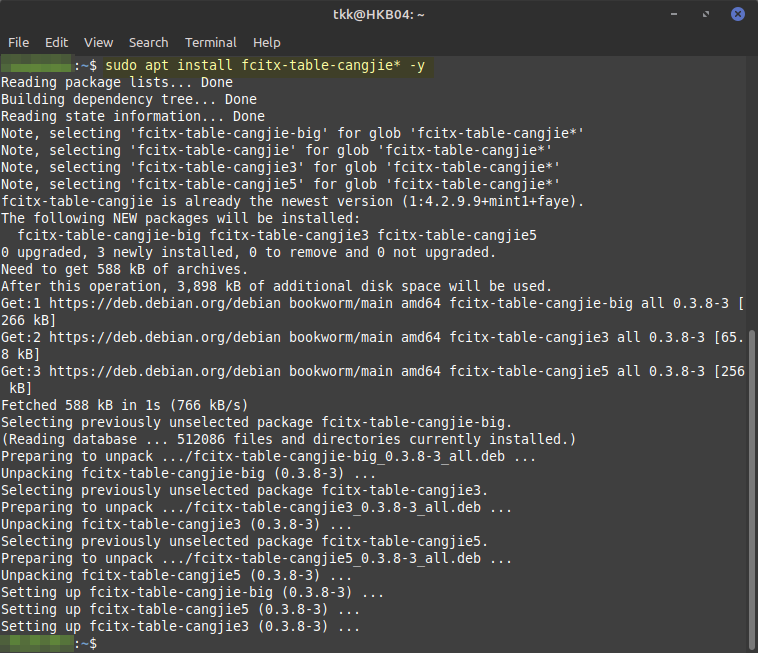 tkk@HKB04: ~
File Edit View Search Terminal Help
:~$ sudo apt install fcitx-table-cangjie* -y
Reading package lists... Done
Building dependency tree... Done
Reading state information... Done
Note, selecting 'fcitx-table-cangjie-big' for glob 'fcitx-table-cangjie*'
Note, selecting 'fcitx-table-cangjie' for glob 'fcitx-table-cangjie*'
Note, selecting 'fcitx-table-cangjie3' for glob 'fcitx-table-cangjie*'
Note, selecting 'fcitx-table-cangjie5' for glob 'fcitx-table-cangjie*'
fcitx-table-cangjie is already the newest version (1:4.2.9.9+mint1+faye).
The following NEW packages will be installed:
  fcitx-table-cangjie-big fcitx-table-cangjie3 fcitx-table-cangjie5
0 upgraded, 3 newly installed, 0 to remove and 0 not upgraded.
Need to get 588 kB of archives.
After this operation, 3,898 kB of additional disk space will be used.
Get:1 https://deb.debian.org/debian bookworm/main amd64 fcitx-table-cangjie-big all 0.3.8-3 [
266 kB]
Get:2 https://deb.debian.org/debian bookworm/main amd64 fcitx-table-cangjie3 all 0.3.8-3 [65.
8 kB]
Get:3 https://deb.debian.org/debian bookworm/main amd64 fcitx-table-cangjie5 all 0.3.8-3 [256
 kB]
Fetched 588 kB in 1s (766 kB/s)
Selecting previously unselected package fcitx-table-cangjie-big.
(Reading database ... 512086 files and directories currently installed.)
Preparing to unpack .../fcitx-table-cangjie-big_0.3.8-3_all.deb ...
Unpacking fcitx-table-cangjie-big (0.3.8-3) ...
Selecting previously unselected package fcitx-table-cangjie3.
Preparing to unpack .../fcitx-table-cangjie3_0.3.8-3_all.deb ...
Unpacking fcitx-table-cangjie3 (0.3.8-3) ...
Selecting previously unselected package fcitx-table-cangjie5.
Preparing to unpack .../fcitx-table-cangjie5_0.3.8-3_all.deb ...
Unpacking fcitx-table-cangjie5 (0.3.8-3) ...
Setting up fcitx-table-cangjie-big (0.3.8-3) ...
Setting up fcitx-table-cangjie5 (0.3.8-3) ...
Setting up fcitx-table-cangjie3 (0.3.8-3) ...
:~$